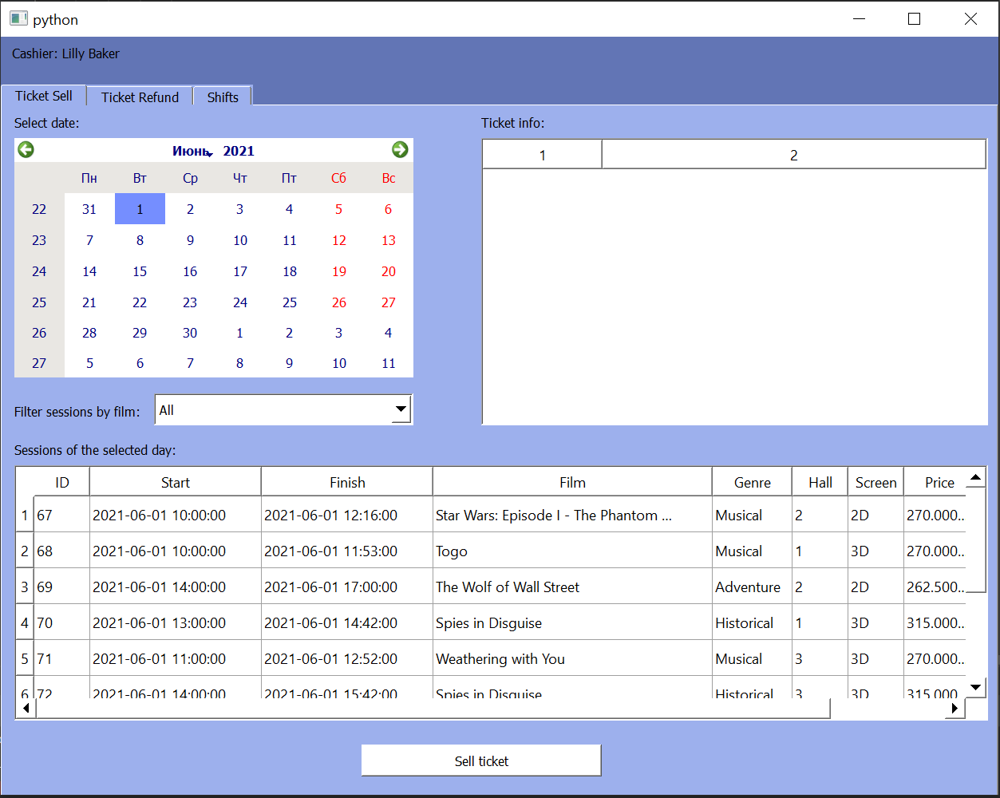 python
Cashier: Lilly Baker
Ticket Sell Ticket Refund Shifts
Select date:
Июнь 2021
Пн Вт Ср Чт Пт Сб Вс
22 31 1 2 3 4 5 6
23 7 8 9 10 11 12 13
24 14 15 16 17 18 19 20
25 21 22 23 24 25 26 27
26 28 29 30 1 2 3 4
27 5 6 7 8 9 10 11
Filter sessions by film: All
Ticket info:
1 2
Sessions of the selected day:
ID Start Finish Film Genre Hall Screen Price
1 67 2021-06-01 10:00:00 2021-06-01 12:16:00 Star Wars: Episode I - The Phantom ... Musical 2 2D 270.000..
2 68 2021-06-01 10:00:00 2021-06-01 11:53:00 Togo Musical 1 3D 270.000..
3 69 2021-06-01 14:00:00 2021-06-01 17:00:00 The Wolf of Wall Street Adventure 2 2D 262.500..
4 70 2021-06-01 13:00:00 2021-06-01 14:42:00 Spies in Disguise Historical 1 3D 315.000..
5 71 2021-06-01 11:00:00 2021-06-01 12:52:00 Weathering with You Musical 3 3D 270.000..
6 72 2021-06-01 14:00:00 2021-06-01 15:42:00 Spies in Disguise Historical 3 3D 315.000
Sell ticket